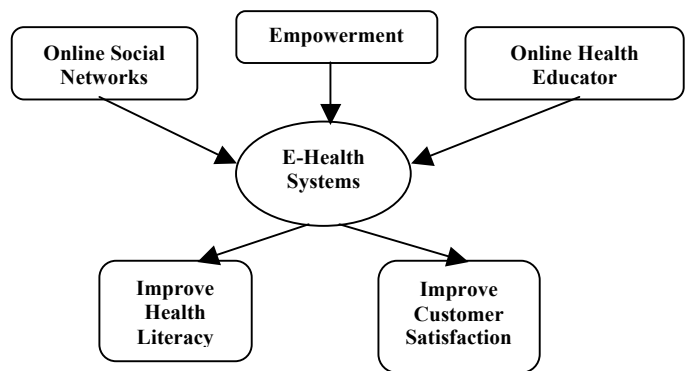 Empowerment
Online Social
Networks
Online Health
Educator
E-Health
Systems
Improve
Health
Literacy
Improve
Customer
Satisfaction